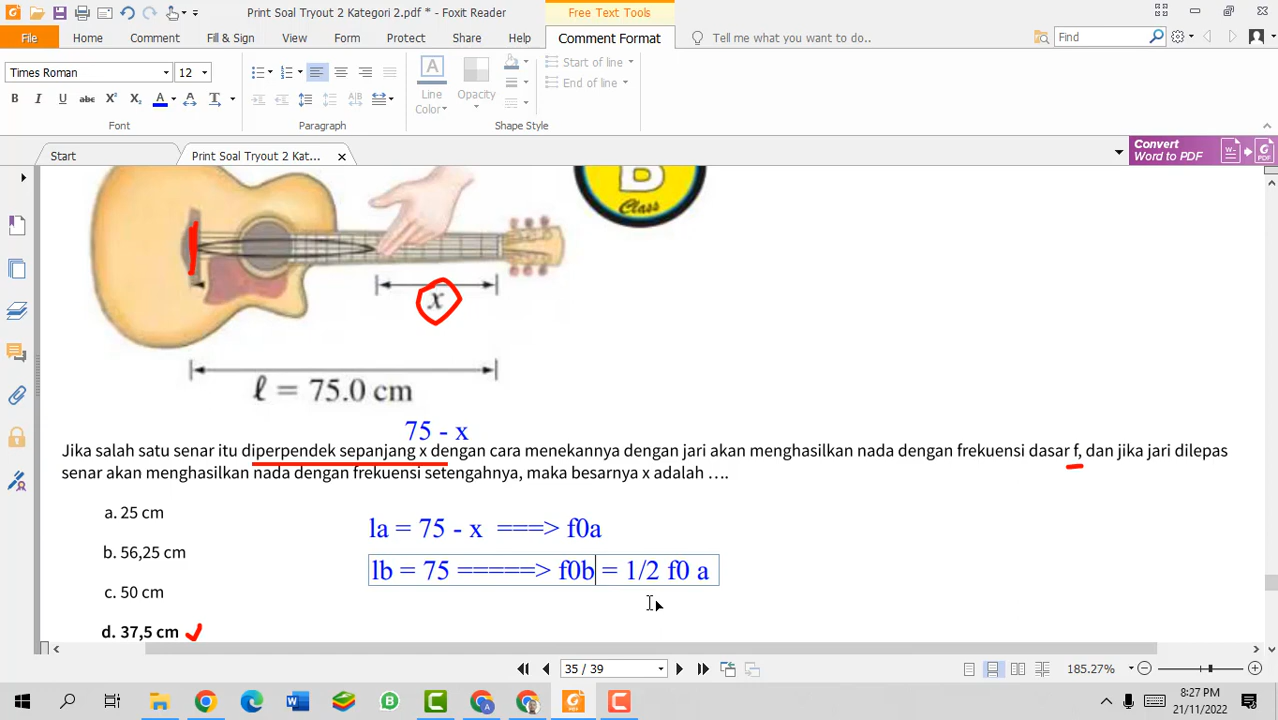 Print Soal Tryout 2 Kategori 2.pdf * - Foxit Reader
Free Text Tools
File
Home
Comment
Fill & Sign
View
Form
Protect
Share
Help
Comment Format
Tell me what you want to do...
Find
Times Roman
12
Font
Paragraph
Line Color
Opacity
Start of line
End of line
Shape Style
Start
Print Soal Tryout 2 Kat...
Convert
Word to PDF
B
Class
x
ℓ = 75.0 cm
75 - x
Jika salah satu senar itu diperpendek sepanjang x dengan cara menekannya dengan jari akan menghasilkan nada dengan frekuensi dasar f, dan jika jari dilepas
senar akan menghasilkan nada dengan frekuensi setengahnya, maka besarnya x adalah ….
a. 25 cm
b. 56,25 cm
c. 50 cm
d. 37,5 cm
la = 75 - x ===> f0a
lb = 75 =====> f0b = 1/2 f0 a
35 / 39
185.27%
8:27 PM
21/11/2022